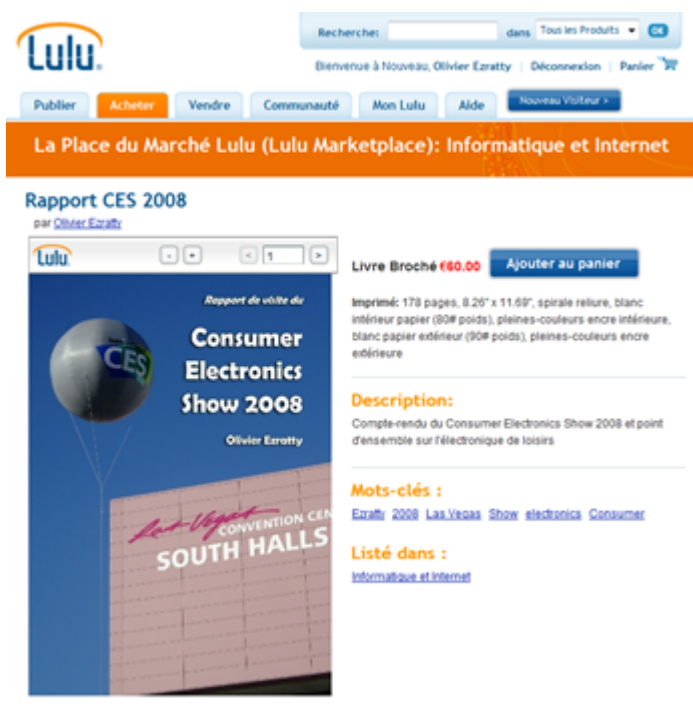 Lulu
Recherche: dans Tous les Produits OK
Bienvenue à Nouveau, Olivier Ezratty | Déconnexion | Panier
Publier Acheter Vendre Communauté Mon Lulu Aide Nouveau Visiteur >
La Place du Marché Lulu (Lulu Marketplace): Informatique et Internet
Rapport CES 2008
par Olivier Ezratty
Lulu - + < 1 >
Rapport de visite du
Consumer
Electronics
Show 2008
Olivier Ezratty
CES
Las Vegas
CONVENTION CEN
SOUTH HALLS
Livre Broché €60.00 Ajouter au panier
Imprimé: 178 pages, 8.26" x 11.69", spirale reliure, blanc
intérieur papier (80# poids), pleines-couleurs encre intérieure,
blanc papier extérieur (90# poids), pleines-couleurs encre
extérieure
Description:
Compte-rendu du Consumer Electronics Show 2008 et point
d'ensemble sur l'électronique de loisirs
Mots-clés :
Ezratty 2008 Las Vegas Show electronics Consumer
Listé dans :
Informatique et Internet